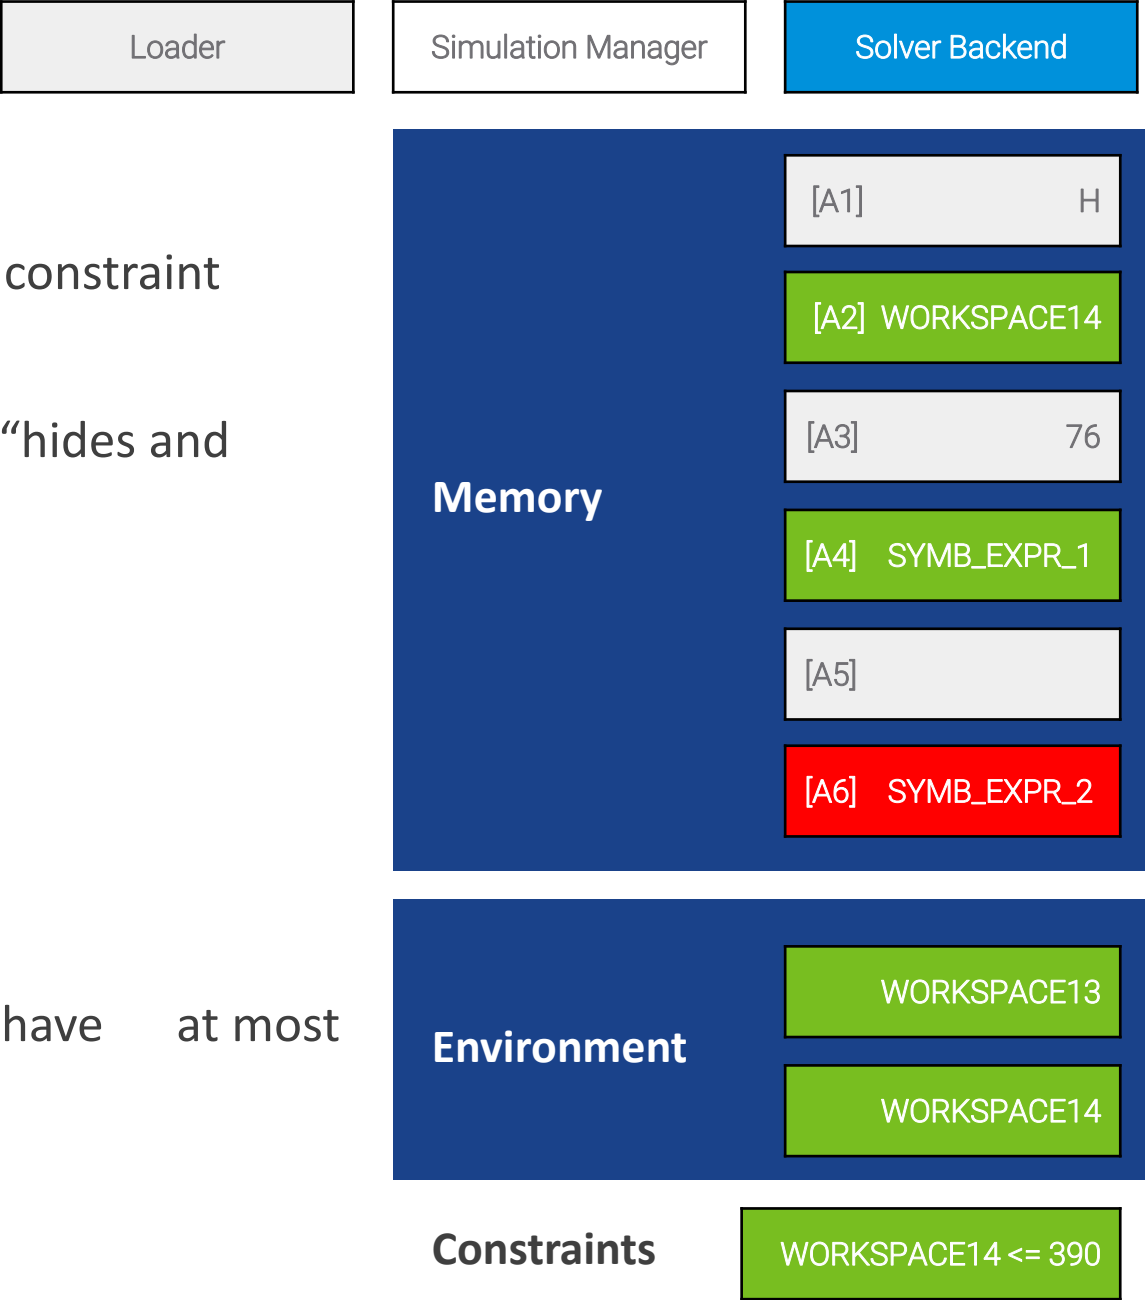 Loader
Simulation Manager
Solver Backend
constraint
“hides and
have at most
Memory
[A1] H
[A2] WORKSPACE14
[A3] 76
[A4] SYMB_EXPR_1
[A5]
[A6] SYMB_EXPR_2
Environment
WORKSPACE13
WORKSPACE14
Constraints
WORKSPACE14 <= 390